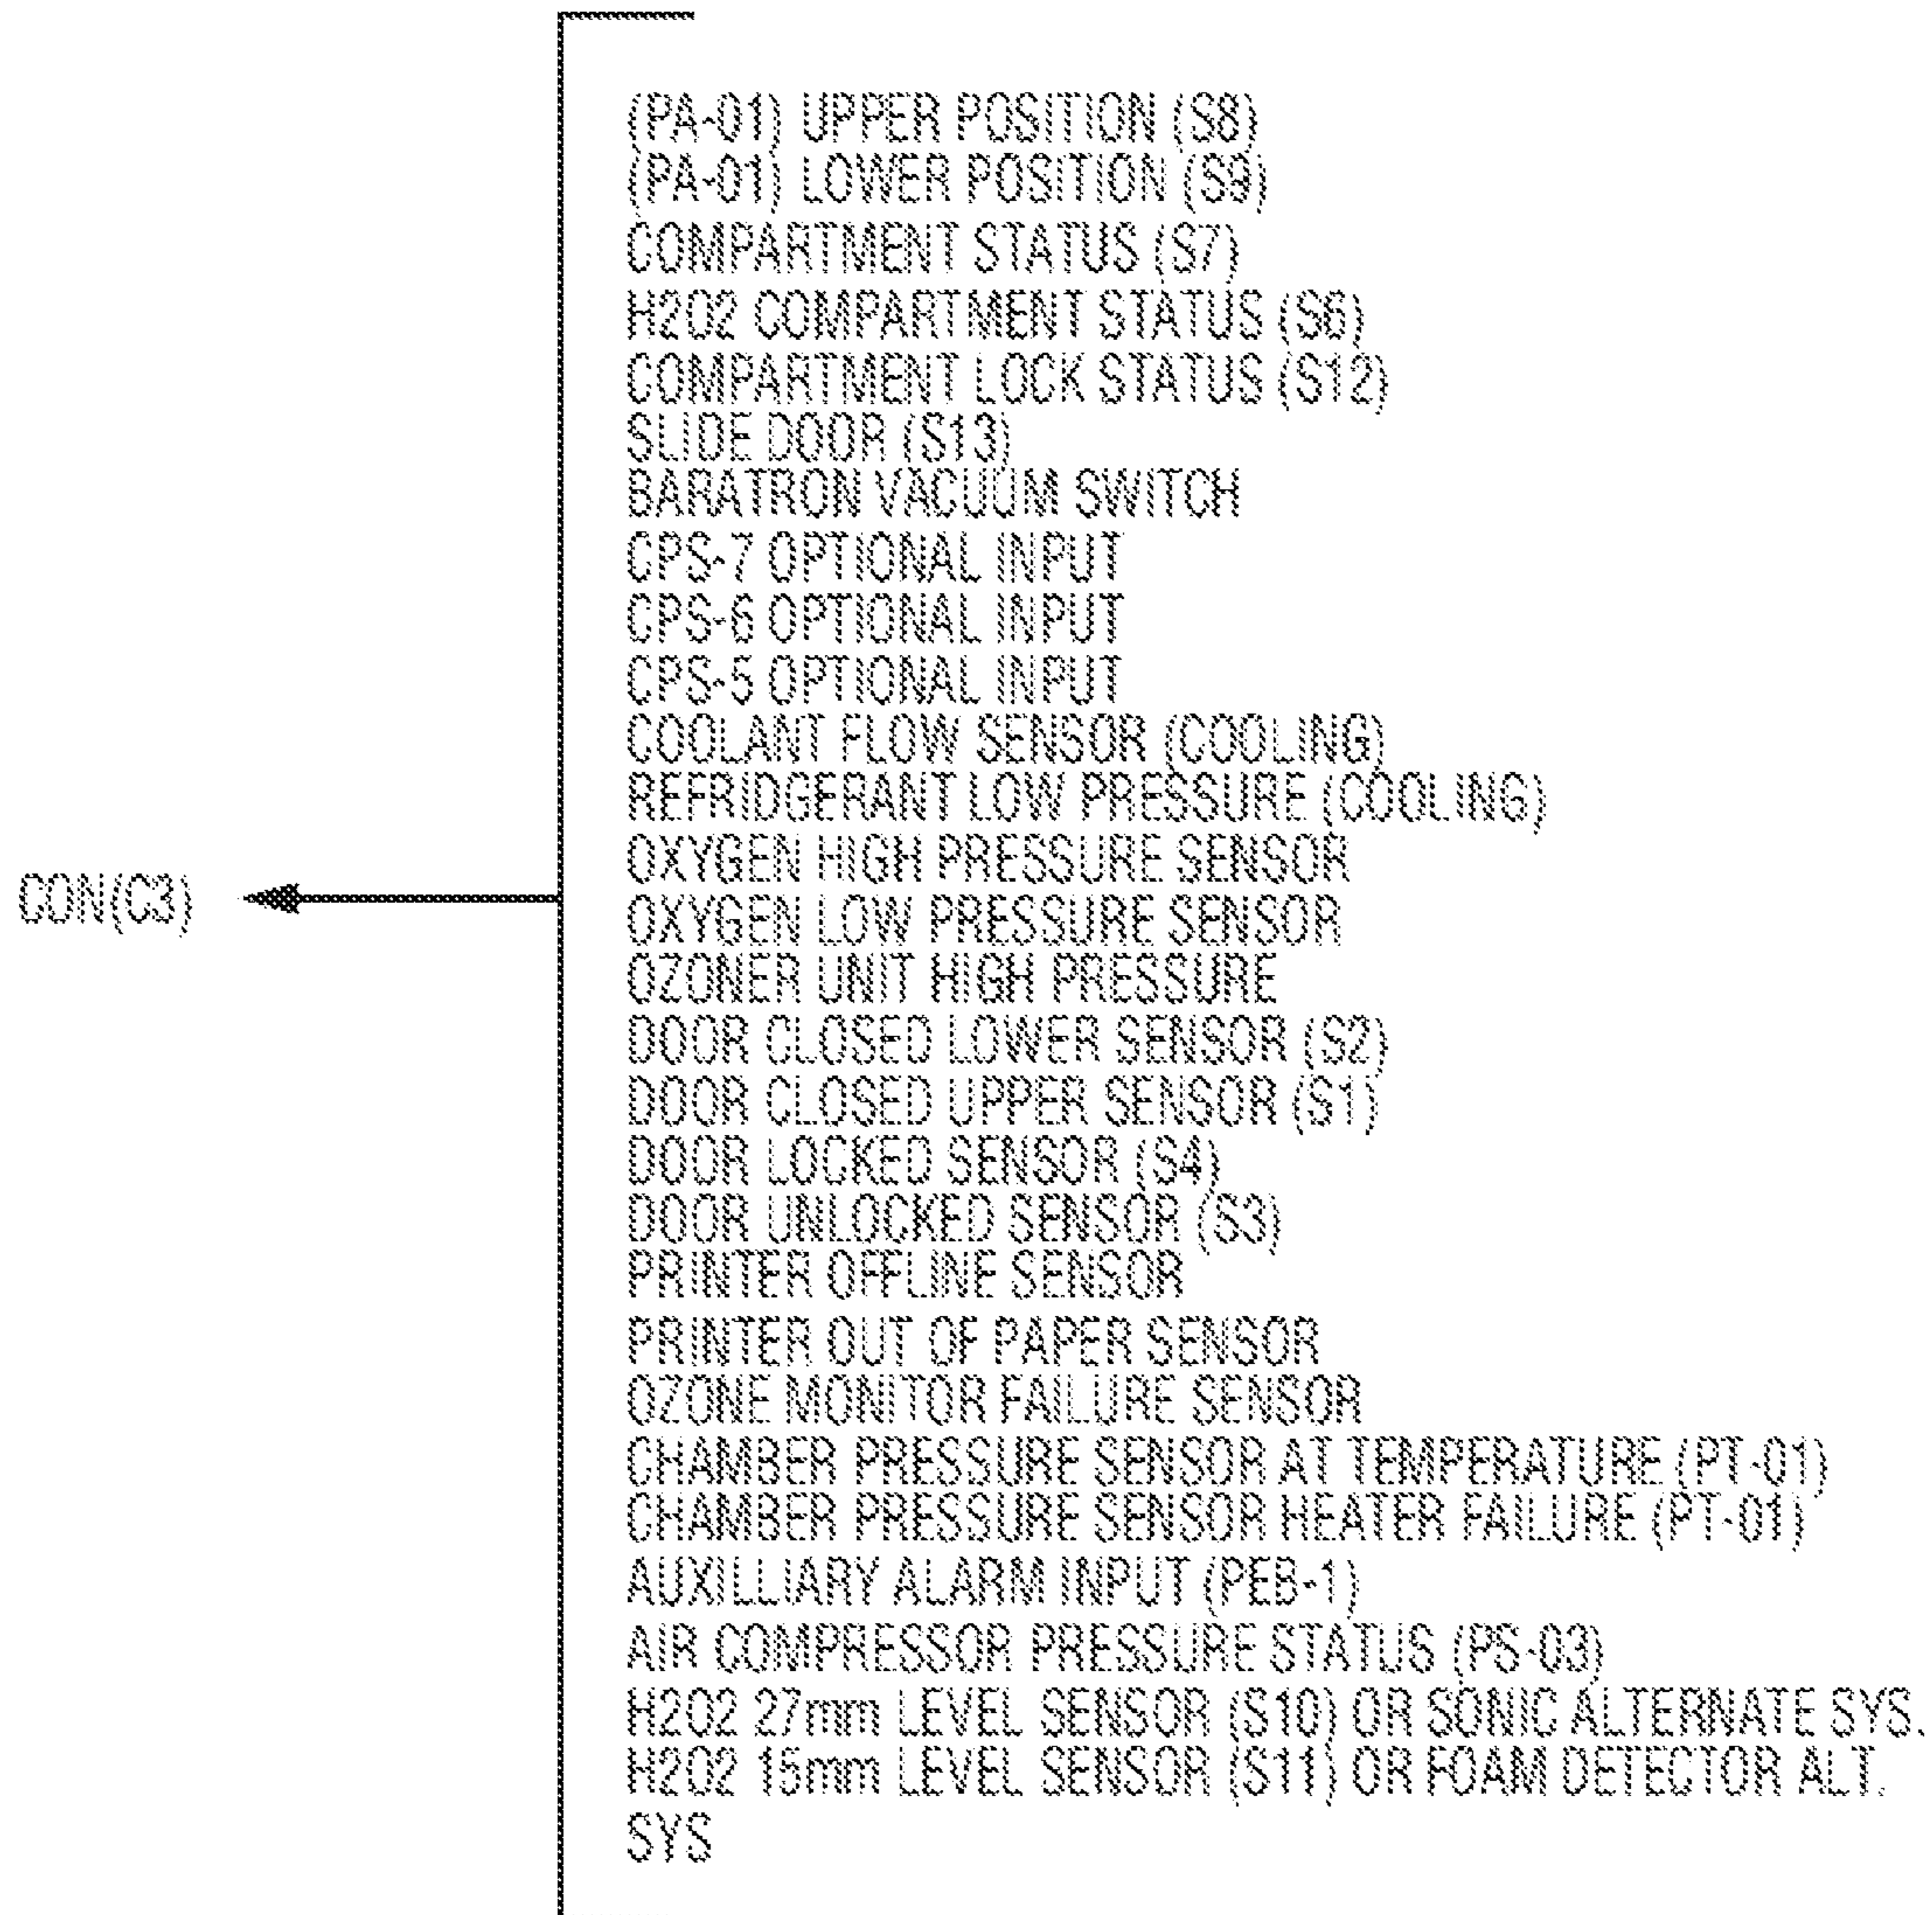 (PA-01) UPPER POSITION (S8)
(PA-01) LOWER POSITION (S9)
COMPARTMENT STATUS (S7)
H2O2 COMPARTMENT STATUS (S6)
COMPARTMENT LOCK STATUS (S12)
SLIDE DOOR (S13)
BARATRON VACUUM SWITCH
CPS-7 OPTIONAL INPUT
CPS-6 OPTIONAL INPUT
CPS-5 OPTIONAL INPUT
COOLANT FLOW SENSOR (COOLING)
REFRIDGERANT LOW PRESSURE (COOLING)
OXYGEN HIGH PRESSURE SENSOR
CON(C3)
OXYGEN LOW PRESSURE SENSOR
OZONER UNIT HIGH PRESSURE
DOOR CLOSED LOWER SENSOR (S2)
DOOR CLOSED UPPER SENSOR (S1)
DOOR LOCKED SENSOR (S4)
DOOR UNLOCKED SENSOR (S3)
PRINTER OFFLINE SENSOR
PRINTER OUT OF PAPER SENSOR
OZONE MONITOR FAILURE SENSOR
CHAMBER PRESSURE SENSOR AT TEMPERATURE (PT-01)
CHAMBER PRESSURE SENSOR HEATER FAILURE (PT-01)
AUXILLIARY ALARM INPUT (PEB-1)
AIR COMPRESSOR PRESSURE STATUS (PS-03)
H2O2 27mm LEVEL SENSOR (S10) OR SONIC ALTERNATE SYS.
H2O2 15mm LEVEL SENSOR (S11) OR FOAM DETECTOR ALT.
SYS